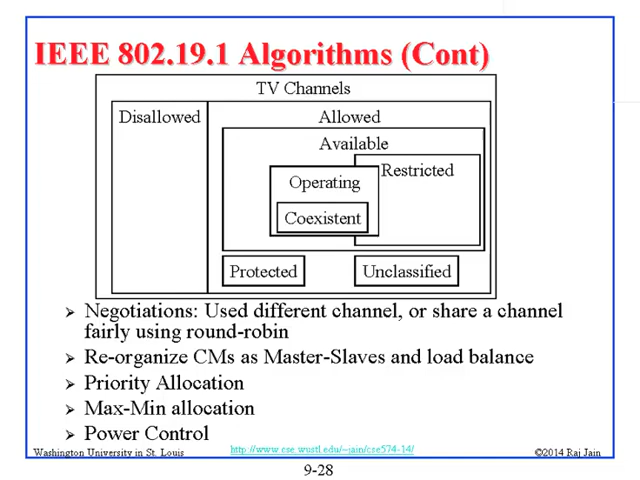 IEEE 802.19.1 Algorithms (Cont)
TV Channels
Disallowed
Allowed
Available
Restricted
Operating
Coexistent
Protected
Unclassified
➤ Negotiations: Used different channel, or share a channel
fairly using round-robin
➤ Re-organize CMs as Master-Slaves and load balance
➤ Priority Allocation
➤ Max-Min allocation
➤ Power Control
Washington University in St. Louis
http://www.cse.wustl.edu/~jain/cse574-14/
©2014 Raj Jain
9-28